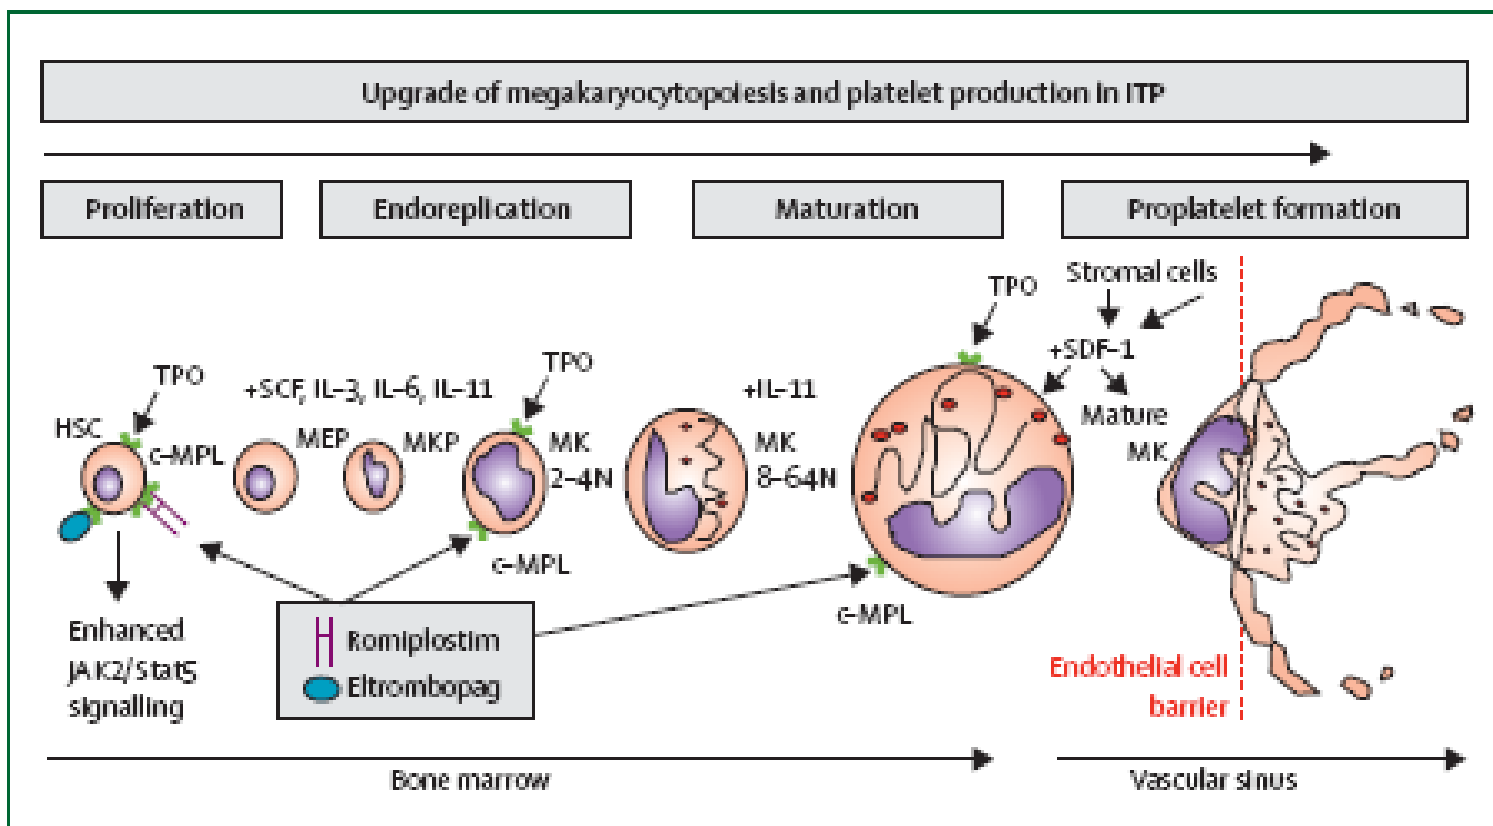 Upgrade of megakaryocytopoiesis and platelet production in ITP
Proliferation
Endoreplication
Maturation
Proplatelet formation
Stromal cells
TPO
+SDF-1
TPO
TPO
+SCF, IL-3, IL-6, IL-11
+IL-11
HSC
c-MPL
MEP
MKP
MK
2-4N
MK
8-64N
Mature
MK
c-MPL
c-MPL
Enhanced
JAK2/Stat5
signalling
Romiplostim
Eltrombopag
Endothelial cell
barrier
Bone marrow
Vascular sinus